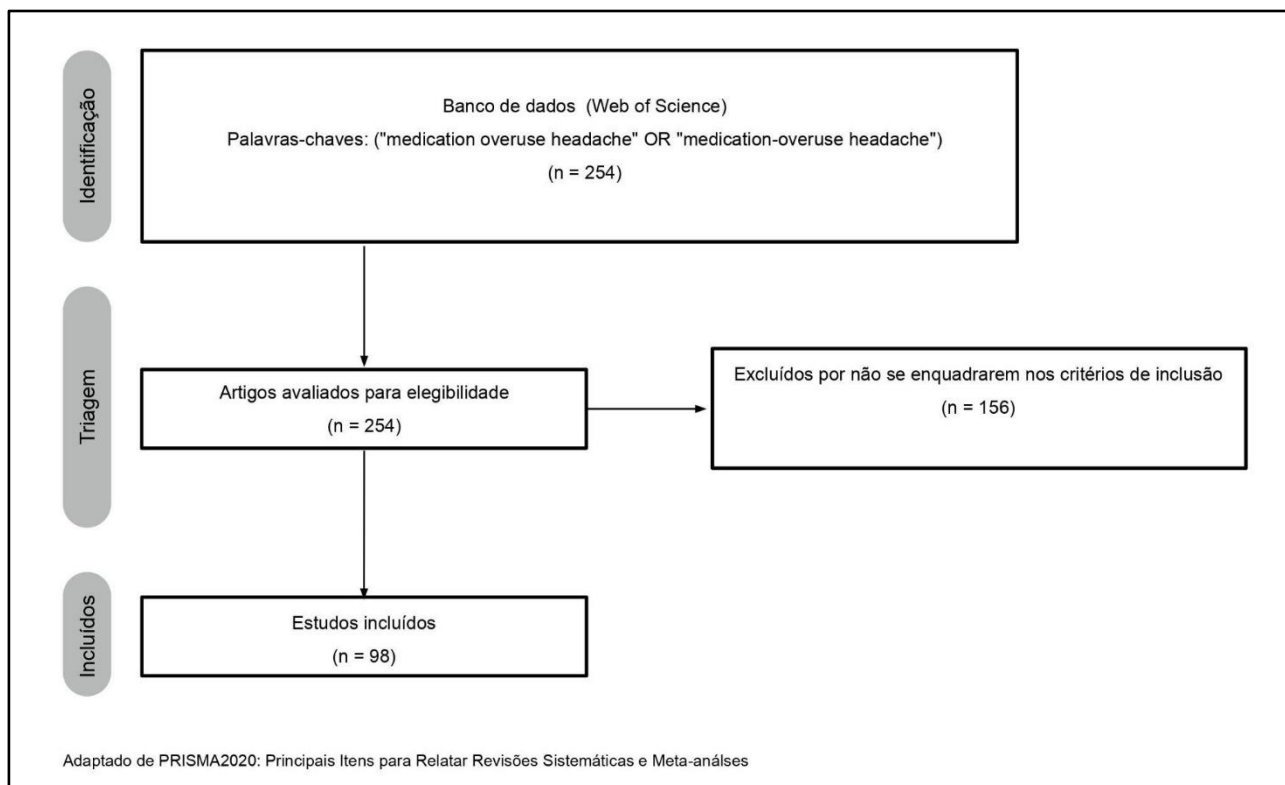 Identificação
Banco de dados (Web of Science)
Palavras-chaves: ("medication overuse headache" OR "medication-overuse headache")
(n = 254)
Triagem
Artigos avaliados para elegibilidade
(n = 254)
Excluídos por não se enquadrarem nos critérios de inclusão
(n = 156)
Incluídos
Estudos incluídos
(n = 98)
Adaptado de PRISMA2020: Principais Itens para Relatar Revisões Sistemáticas e Meta-análses